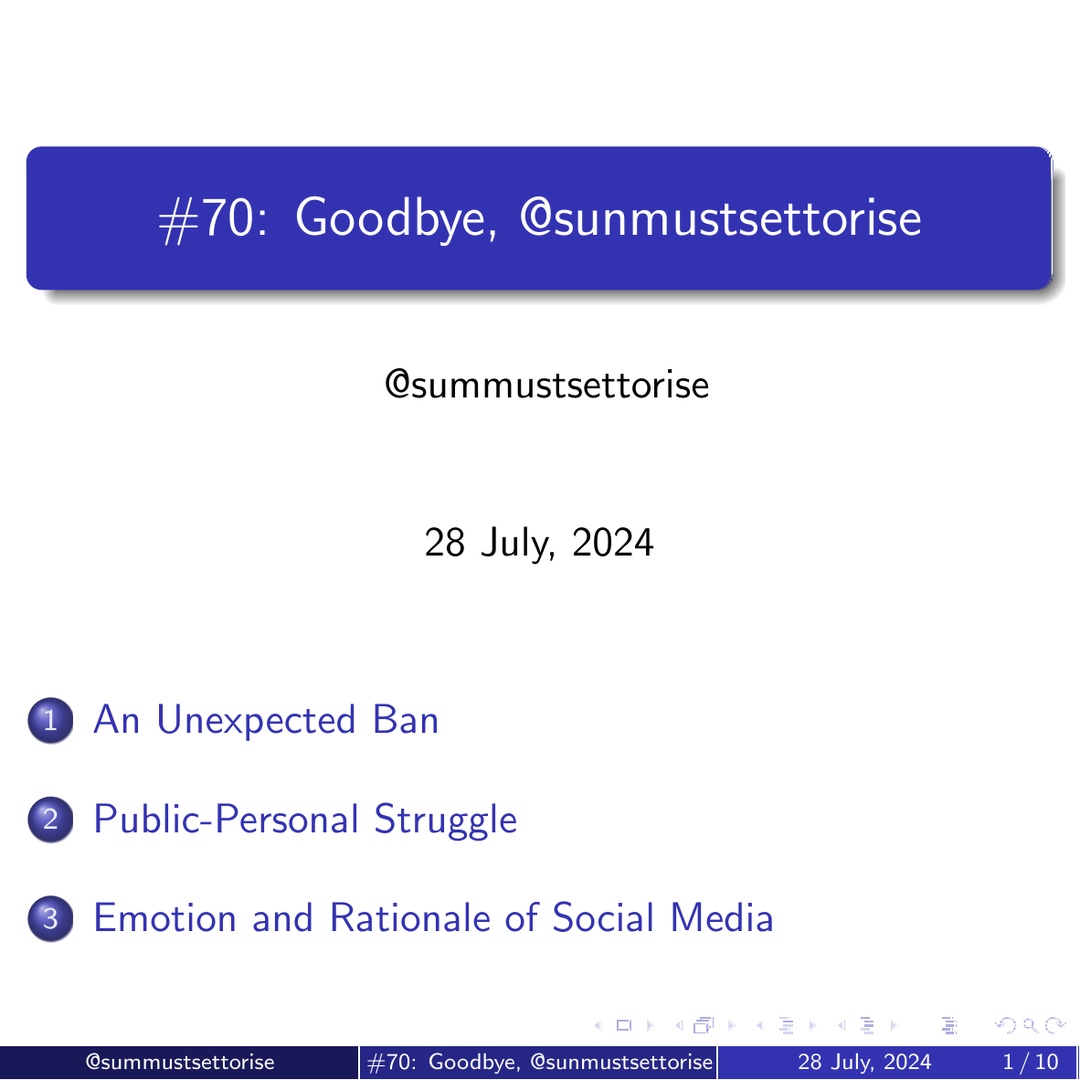 #70: Goodbye, @sunmustsettorise
@summustsettorise
28 July, 2024
1 An Unexpected Ban
2 Public-Personal Struggle
3 Emotion and Rationale of Social Media
@summustsettorise #70: Goodbye, @sunmustsettorise 28 July, 2024 1 / 10